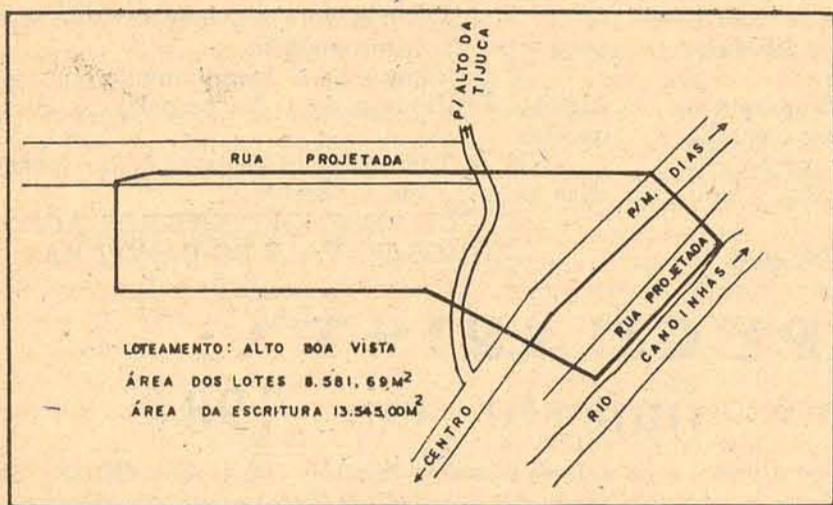 P/ ALTO DA
TIJUCA
RUA PROJETADA
P/M. DIAS
RUA PROJETADA
RIO CANOINHAS
CENTRO
LOTEAMENTO: ALTO BOA VISTA
ÁREA DOS LOTES 8.581,69M²
ÁREA DA ESCRITURA 13.545,00M²